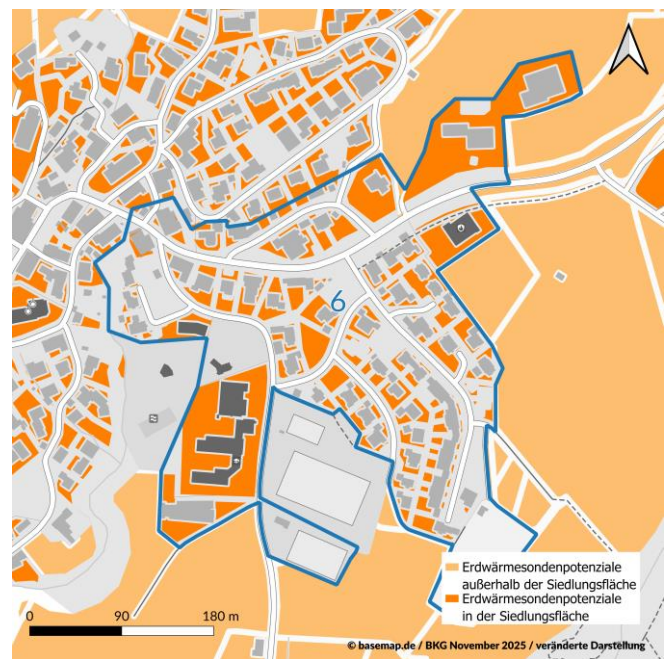 6
Erdwärmesondenpotenziale
außerhalb der Siedlungsfläche
Erdwärmesondenpotenziale
in der Siedlungsfläche
0 90 180 m
© basemap.de / BKG November 2025 / veränderte Darstellung